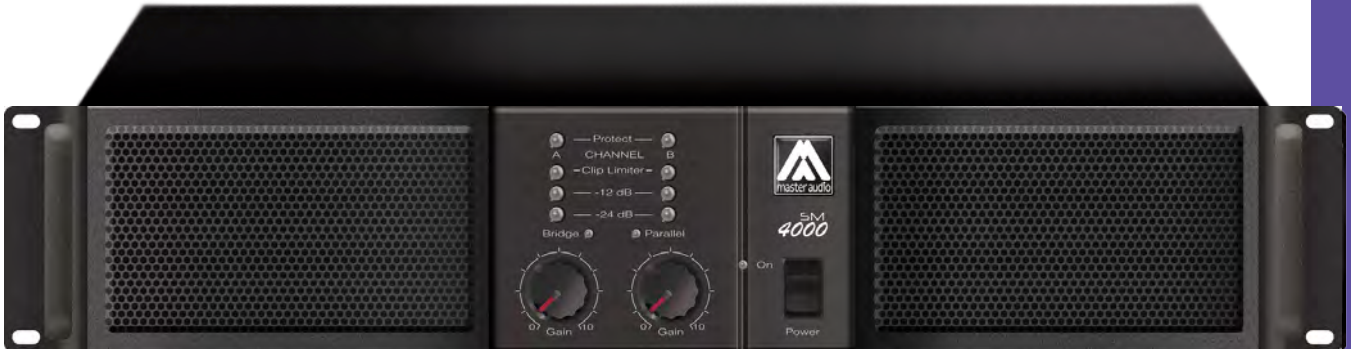 Protect
A CHANNEL B
Clip Limiter
-12 dB
-24 dB
Bridge Parallel
0 Gain 10
0 Gain 10
master audio
SM
4000
On
Power